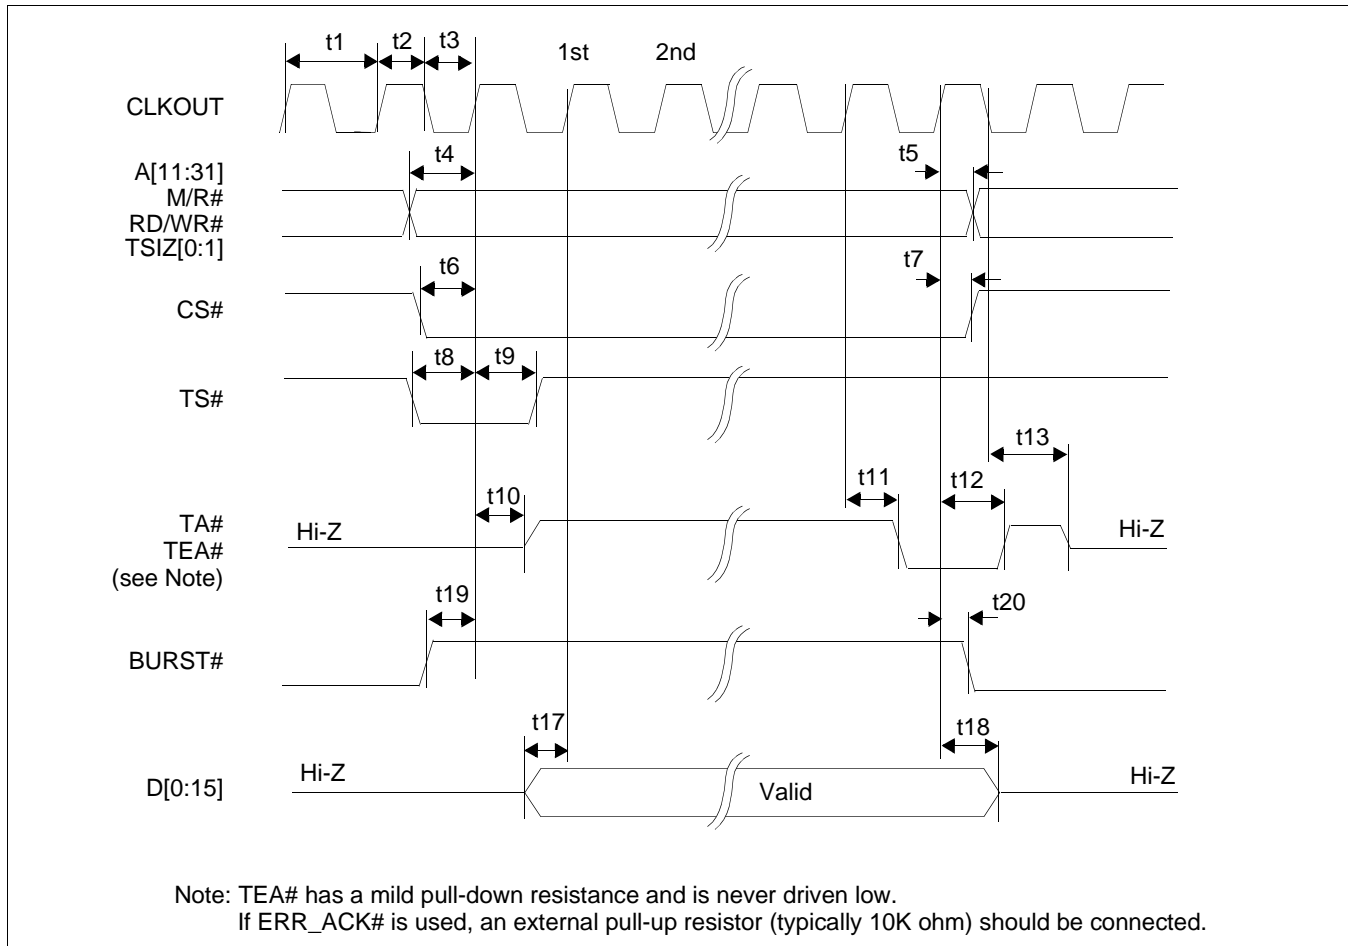 t1 t2 t3 1st 2nd
CLKOUT
t4 t5
A[11:31]
M/R#
RD/WR#
TSIZ[0:1]
t6 t7
CS#
t8 t9
TS#
t13
t10 t11 t12
TA#
Hi-Z Hi-Z
TEA#
(see Note)
t19 t20
BURST#
t17 t18
Hi-Z Hi-Z
D[0:15] Valid
Note: TEA# has a mild pull-down resistance and is never driven low.
If ERR_ACK# is used, an external pull-up resistor (typically 10K ohm) should be connected.